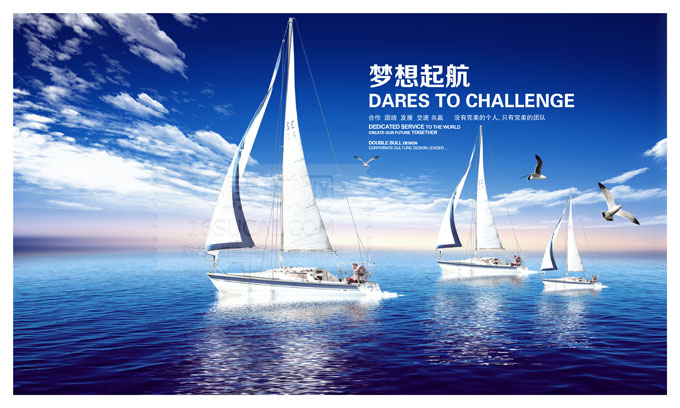 梦想起航
DARES TO CHALLENGE
合作 团结 发展 交流 共赢 没有完美的个人,只有完美的团队
DEDICATED SERVICE TO THE WORLD
CREATE OUR FUTURE TOGETHER
DOUBLE BULL DESIGN
CORPORATE CULTURE DESIGN LEADER ..